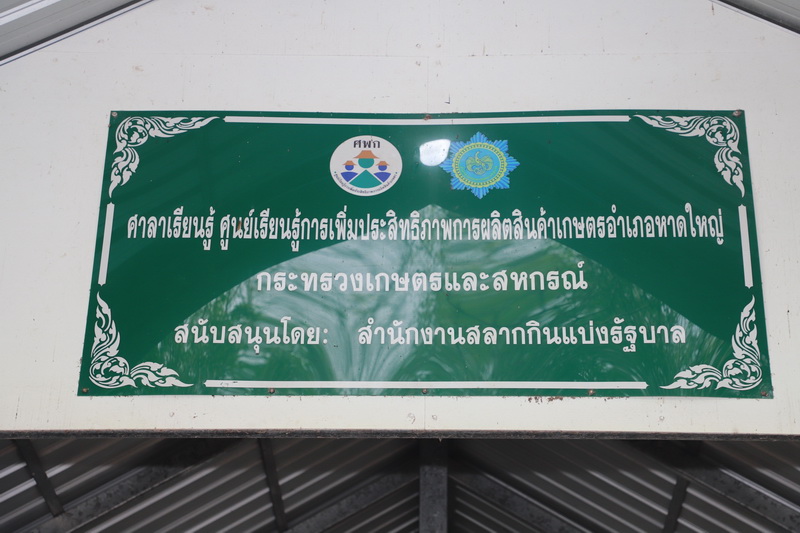 ศพก
ศาลาเรียนรู้ ศูนย์เรียนรู้การเพิ่มประสิทธิภาพการผลิตสินค้าเกษตรอำเภอหาดใหญ่
กระทรวงเกษตรและสหกรณ์
สนับสนุนโดย: สำนักงานสลากกินแบ่งรัฐบาล